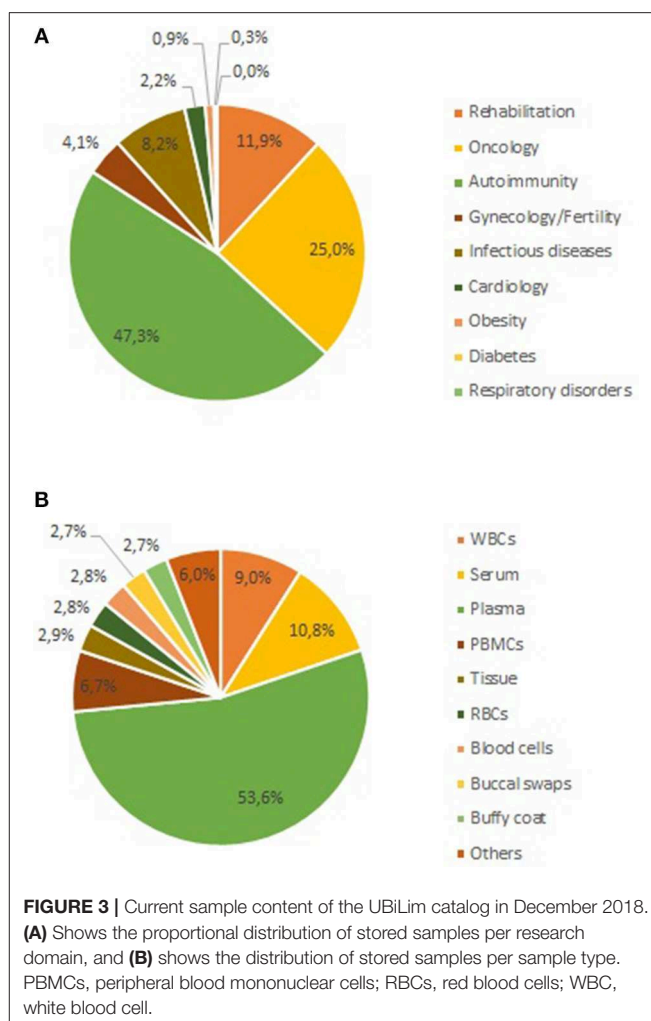 A
0,9%
0,3%
2,2%
0,0%
4,1%
8,2%
11,9%
25,0%
47,3%
Rehabilitation
Oncology
Autoimmunity
Gynecology/Fertility
Infectious diseases
Cardiology
Obesity
Diabetes
Respiratory disorders
B
2,7%
2,7%
2,8%
6,0%
9,0%
2,8%
10,8%
2,9%
6,7%
53,6%
WBCs
Serum
Plasma
PBMCs
Tissue
RBCs
Blood cells
Buccal swaps
Buffy coat
Others
FIGURE 3 | Current sample content of the UBiLim catalog in December 2018.
(A) Shows the proportional distribution of stored samples per research
domain, and (B) shows the distribution of stored samples per sample type.
PBMCs, peripheral blood mononuclear cells; RBCs, red blood cells; WBC,
white blood cell.